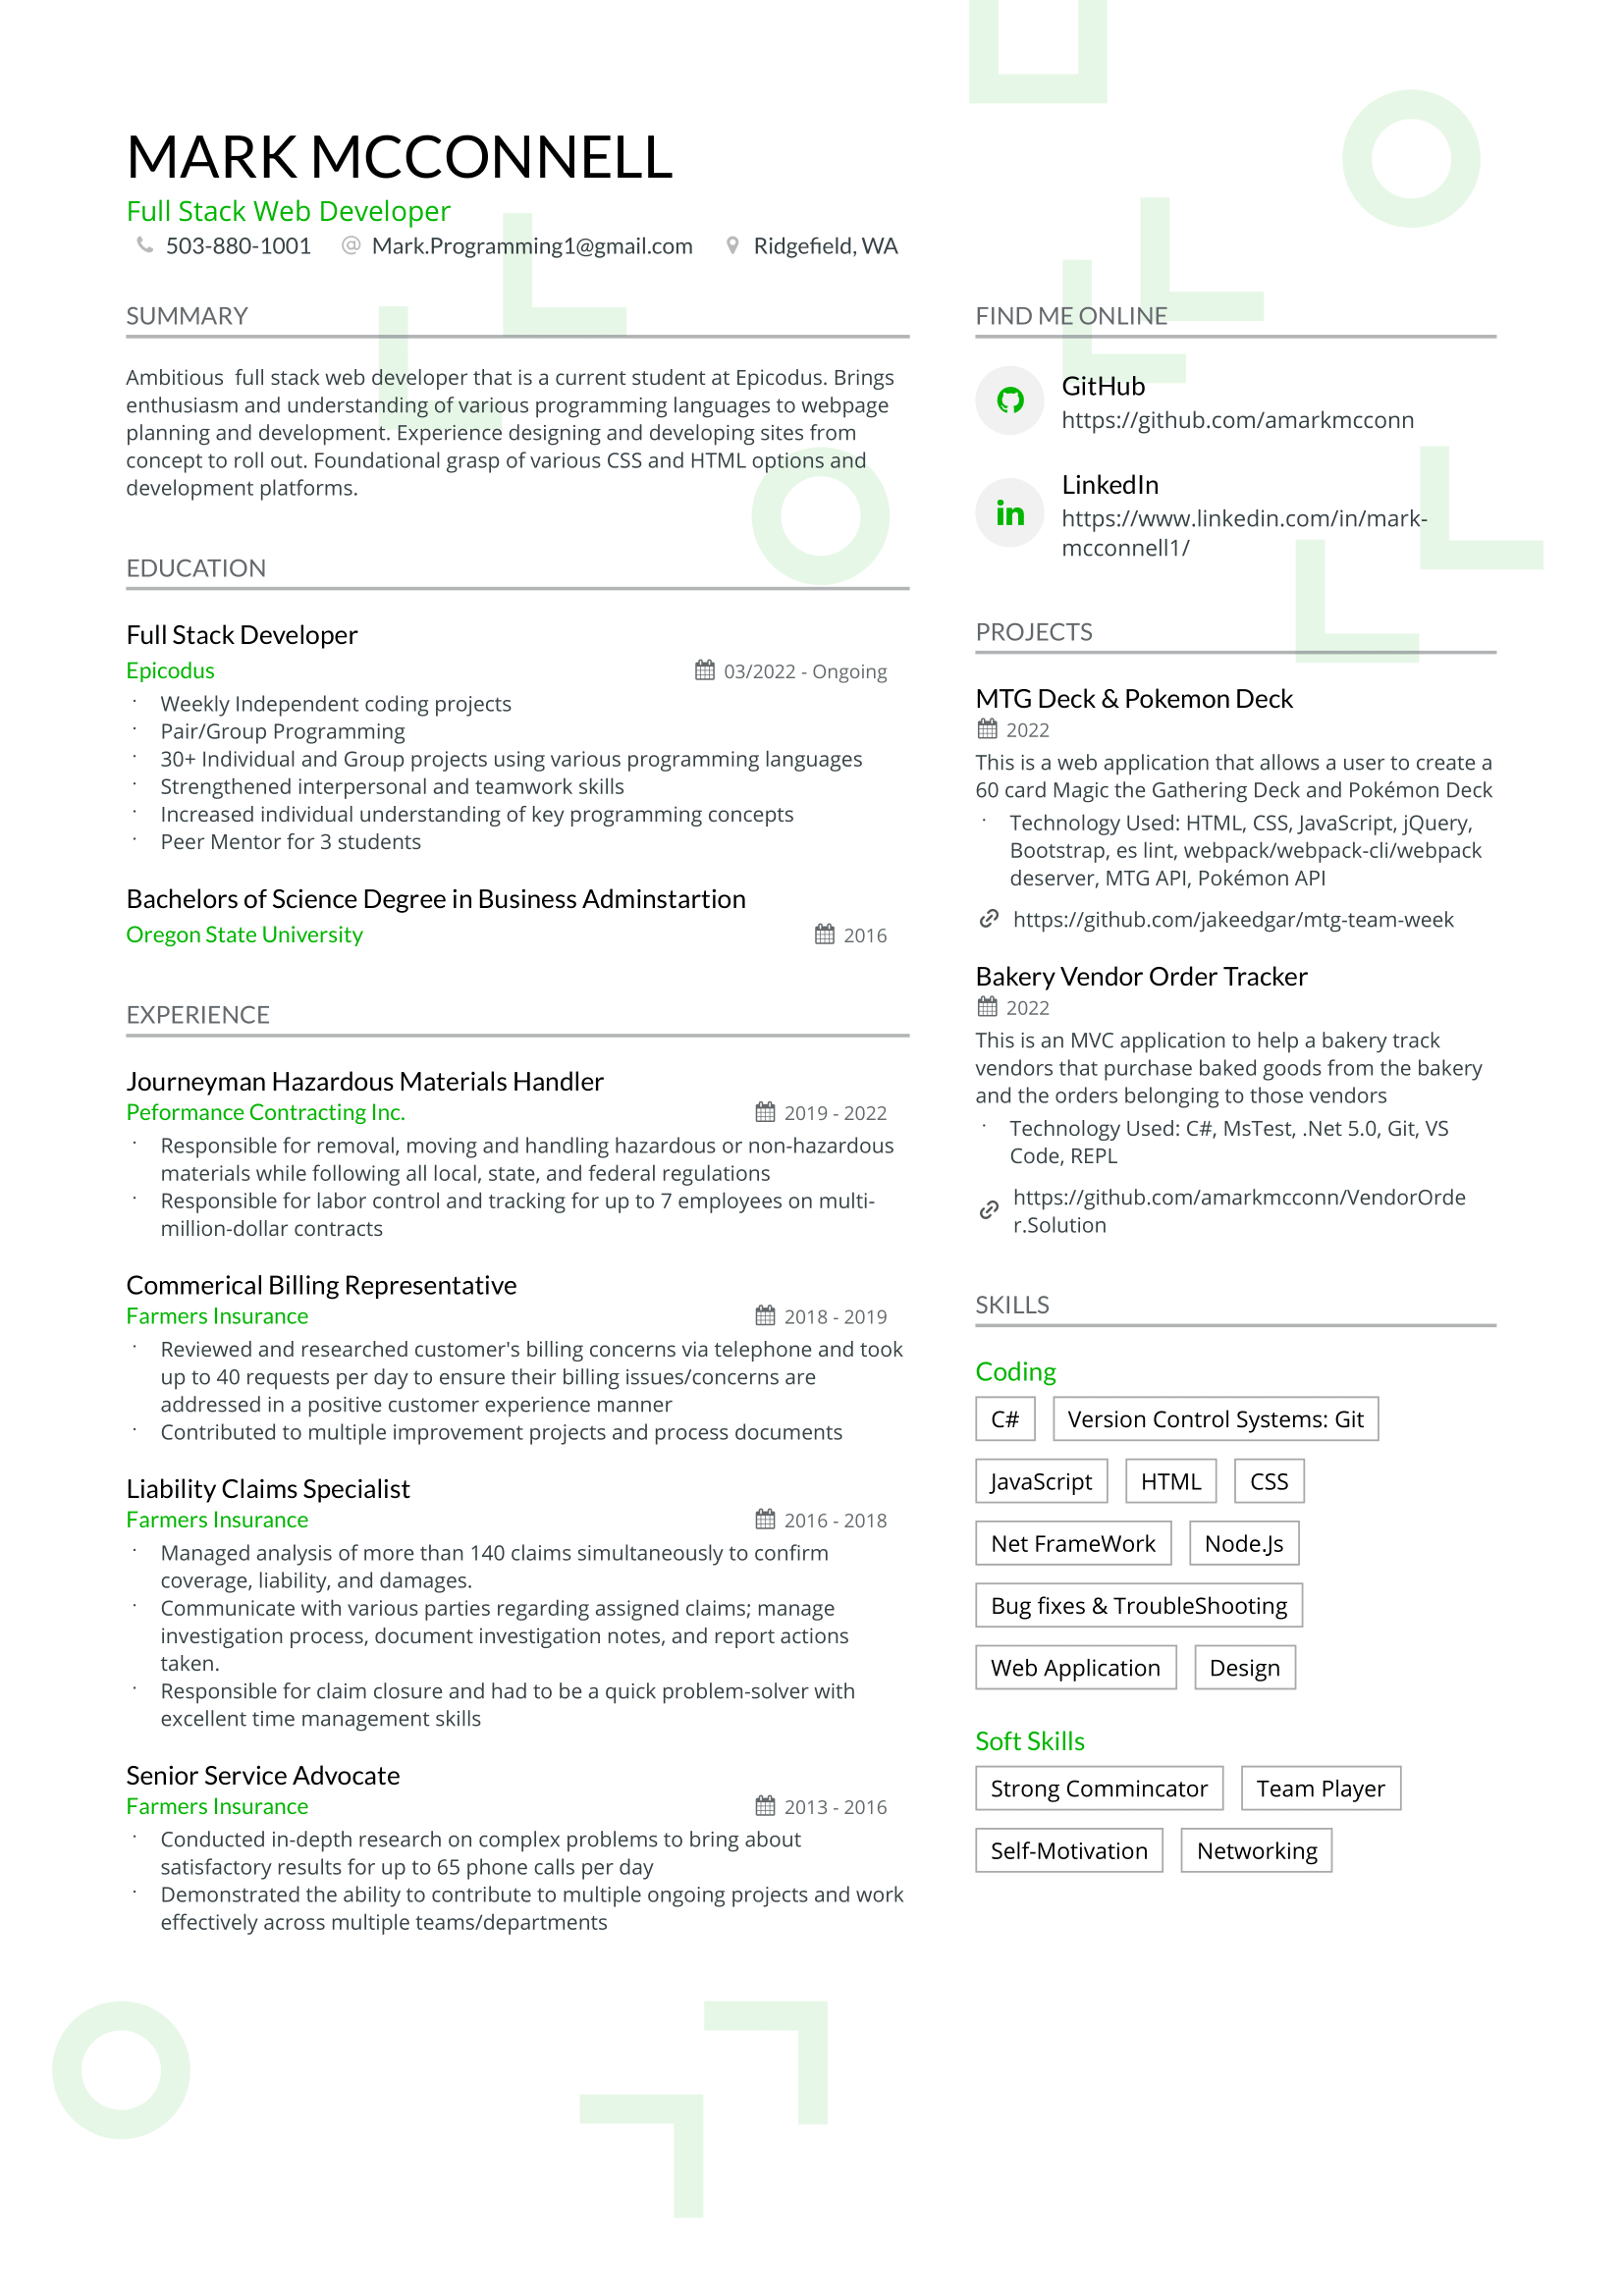 MARK MCCONNELL
Full Stack Web Developer
503-880-1001 @ Mark.Programming1@gmail.com Ridgefield, WA
SUMMARY
Ambitious  full stack web developer that is a current student at Epicodus. Brings
enthusiasm and understanding of various programming languages to webpage
planning and development. Experience designing and developing sites from
concept to roll out. Foundational grasp of various CSS and HTML options and
development platforms.
EDUCATION
Full Stack Developer
Epicodus 03/2022 - Ongoing
· Weekly Independent coding projects
· Pair/Group Programming
· 30+ Individual and Group projects using various programming languages
· Strengthened interpersonal and teamwork skills
· Increased individual understanding of key programming concepts
· Peer Mentor for 3 students
Bachelors of Science Degree in Business Adminstartion
Oregon State University 2016
EXPERIENCE
Journeyman Hazardous Materials Handler
Peformance Contracting Inc. 2019 - 2022
· Responsible for removal, moving and handling hazardous or non-hazardous
materials while following all local, state, and federal regulations
· Responsible for labor control and tracking for up to 7 employees on multi-
million-dollar contracts
Commerical Billing Representative
Farmers Insurance 2018 - 2019
· Reviewed and researched customer's billing concerns via telephone and took
up to 40 requests per day to ensure their billing issues/concerns are
addressed in a positive customer experience manner
· Contributed to multiple improvement projects and process documents
Liability Claims Specialist
Farmers Insurance 2016 - 2018
· Managed analysis of more than 140 claims simultaneously to confirm
coverage, liability, and damages.
· Communicate with various parties regarding assigned claims; manage
investigation process, document investigation notes, and report actions
taken.
· Responsible for claim closure and had to be a quick problem-solver with
excellent time management skills
Senior Service Advocate
Farmers Insurance 2013 - 2016
· Conducted in-depth research on complex problems to bring about
satisfactory results for up to 65 phone calls per day
· Demonstrated the ability to contribute to multiple ongoing projects and work
effectively across multiple teams/departments
FIND ME ONLINE
GitHub
https://github.com/amarkmcconn
in LinkedIn
https://www.linkedin.com/in/mark-
mcconnell1/
PROJECTS
MTG Deck & Pokemon Deck
2022
This is a web application that allows a user to create a
60 card Magic the Gathering Deck and Pokémon Deck
· Technology Used: HTML, CSS, JavaScript, jQuery,
Bootstrap, es lint, webpack/webpack-cli/webpack
deserver, MTG API, Pokémon API
https://github.com/jakeedgar/mtg-team-week
Bakery Vendor Order Tracker
2022
This is an MVC application to help a bakery track
vendors that purchase baked goods from the bakery
and the orders belonging to those vendors
· Technology Used: C#, MsTest, .Net 5.0, Git, VS
Code, REPL
https://github.com/amarkmcconn/VendorOrde
r.Solution
SKILLS
Coding
C# Version Control Systems: Git
JavaScript HTML CSS
Net FrameWork Node.Js
Bug fixes & TroubleShooting
Web Application Design
Soft Skills
Strong Commincator Team Player
Self-Motivation Networking